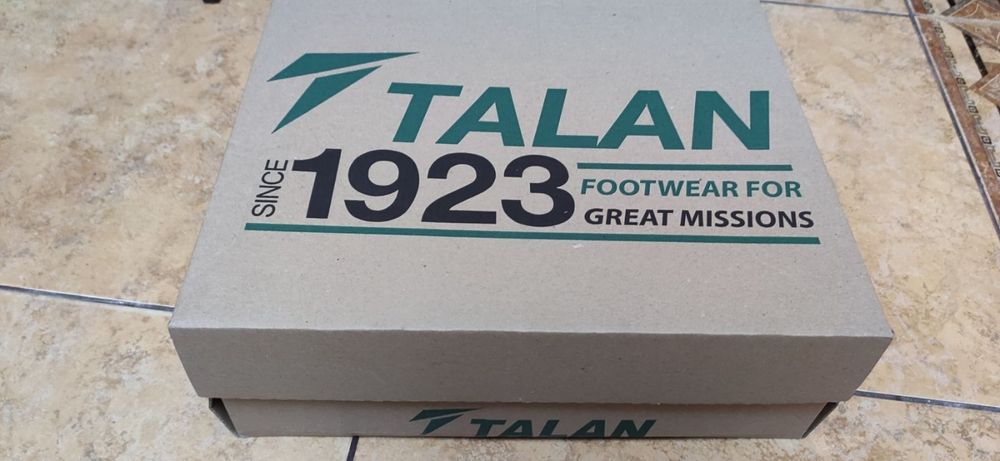 TALAN
SINCE 1923
FOOTWEAR FOR
GREAT MISSIONS
TALAN